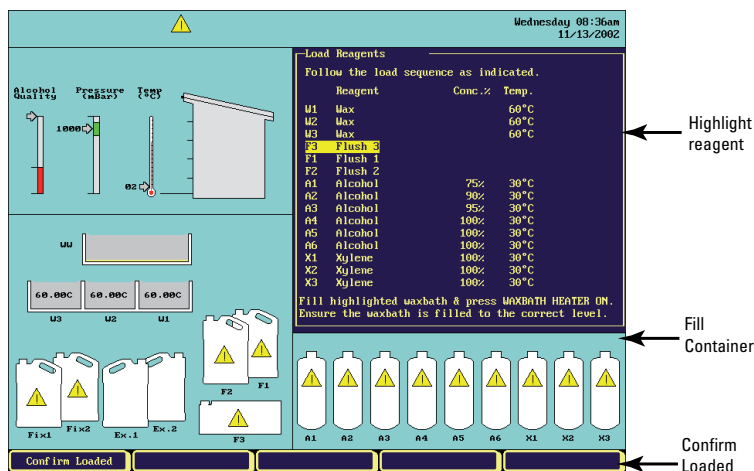 Wednesday 08:36am
11/13/2002
Alcohol Quality
Pressure (mBar)
Temp (°C)
1000
02
WW
60.00C 60.00C 60.00C
W3 W2 W1
F2 F1
Fix1 Fix2 Ex.1 Ex.2 F3
Load Reagents
Follow the load sequence as indicated.
Reagent Conc.% Temp.
W1 Wax 60°C
W2 Wax 60°C
W3 Wax 60°C
F3 Flush 3
F1 Flush 1
F2 Flush 2
A1 Alcohol 75% 30°C
A2 Alcohol 90% 30°C
A3 Alcohol 95% 30°C
A4 Alcohol 100% 30°C
A5 Alcohol 100% 30°C
A6 Alcohol 100% 30°C
X1 Xylene 100% 30°C
X2 Xylene 100% 30°C
X3 Xylene 100% 30°C
Fill highlighted waxbath & press WAXBATH HEATER ON.
Ensure the waxbath is filled to the correct level.
A1 A2 A3 A4 A5 A6 X1 X2 X3
Confirm Loaded
Highlight
reagent
Fill
Container
Confirm
Loaded